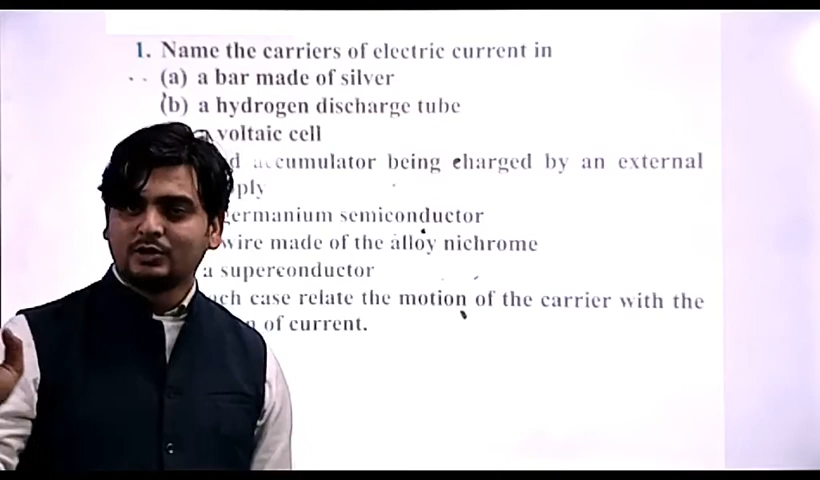 1. Name the carriers of electric current in
(a) a bar made of silver
(b) a hydrogen discharge tube
voltaic cell
accumulator being charged by an external
germanium semiconductor
wire made of the alloy nichrome
a superconductor
case relate the motion of the carrier with the
of current.